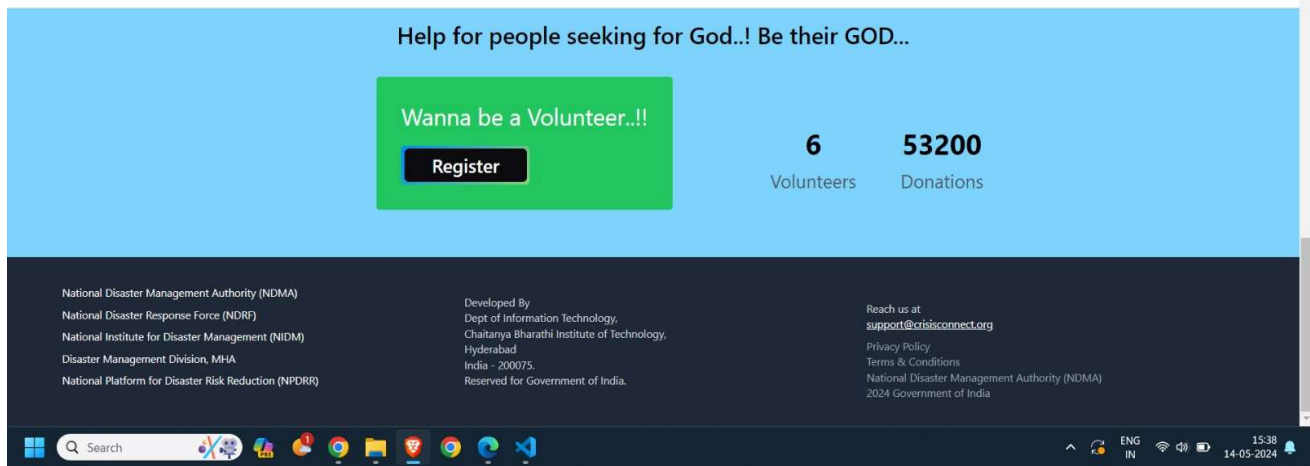 Help for people seeking for God..! Be their GOD...
Wanna be a Volunteer..!!
Register
6
Volunteers
53200
Donations
National Disaster Management Authority (NDMA)
National Disaster Response Force (NDRF)
National Institute for Disaster Management (NIDM)
Disaster Management Division, MHA
National Platform for Disaster Risk Reduction (NPDRR)
Developed By
Dept of Information Technology,
Chaitanya Bharathi Institute of Technology,
Hyderabad
India - 200075.
Reserved for Government of India.
Reach us at
support@crisisconnect.org
Privacy Policy
Terms & Conditions
National Disaster Management Authority (NDMA)
2024 Government of India
Search
1
PRE
ENG
IN
15:38
14-05-2024